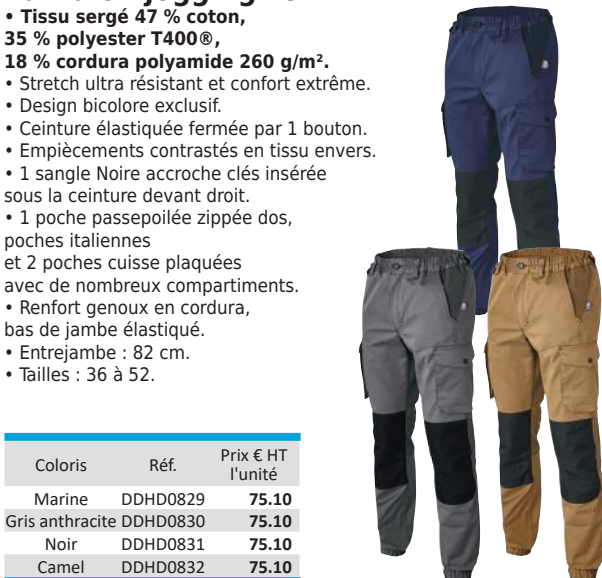 • Tissu sergé 47 % coton,
35 % polyester T400®,
18 % cordura polyamide 260 g/m².
• Stretch ultra résistant et confort extrême.
• Design bicolore exclusif.
• Ceinture élastiquée fermée par 1 bouton.
• Empiècements contrastés en tissu envers.
• 1 sangle Noire accroche clés insérée
sous la ceinture devant droit.
• 1 poche passepoilée zippée dos,
poches italiennes
et 2 poches cuisse plaquées
avec de nombreux compartiments.
• Renfort genoux en cordura,
bas de jambe élastiqué.
• Entrejambe : 82 cm.
• Tailles : 36 à 52.
Coloris Réf. Prix € HT
l'unité
Marine DDHD0829 75.10
Gris anthracite DDHD0830 75.10
Noir DDHD0831 75.10
Camel DDHD0832 75.10